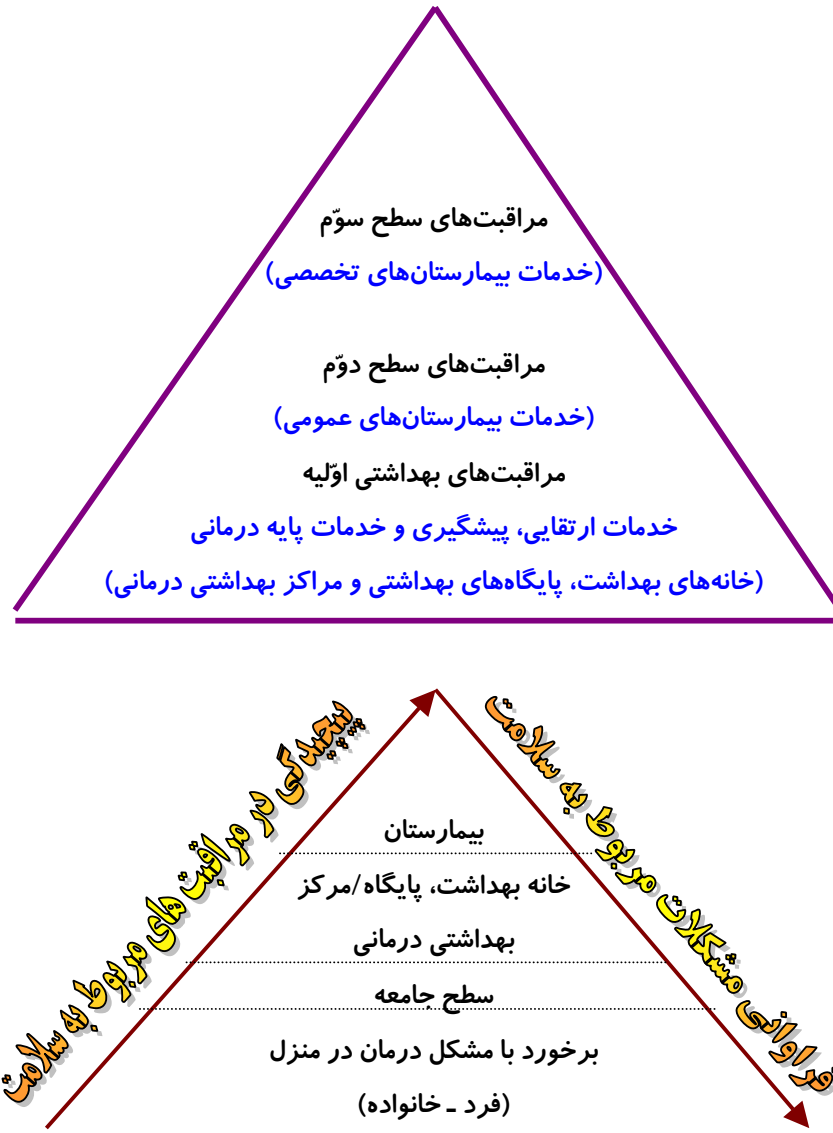 مراقبت‌های سطح سوّم
(خدمات بیمارستان‌های تخصصی)
مراقبت‌های سطح دوّم
(خدمات بیمارستان‌های عمومی)
مراقبت‌های بهداشتی اوّلیه
خدمات ارتقایی، پیشگیری و خدمات پایه درمانی
(خانه‌های بهداشت، پایگاه‌های بهداشتی و مراکز بهداشتی درمانی)
فراوانی مشکلات مربوط به سلامت
پیچیدگی در مراقبت های مربوط به سلامت
بیمارستان
خانه بهداشت، پایگاه/مرکز
بهداشتی درمانی
سطح جامعه
برخورد با مشکل درمان در منزل
(فرد ـ خانواده)